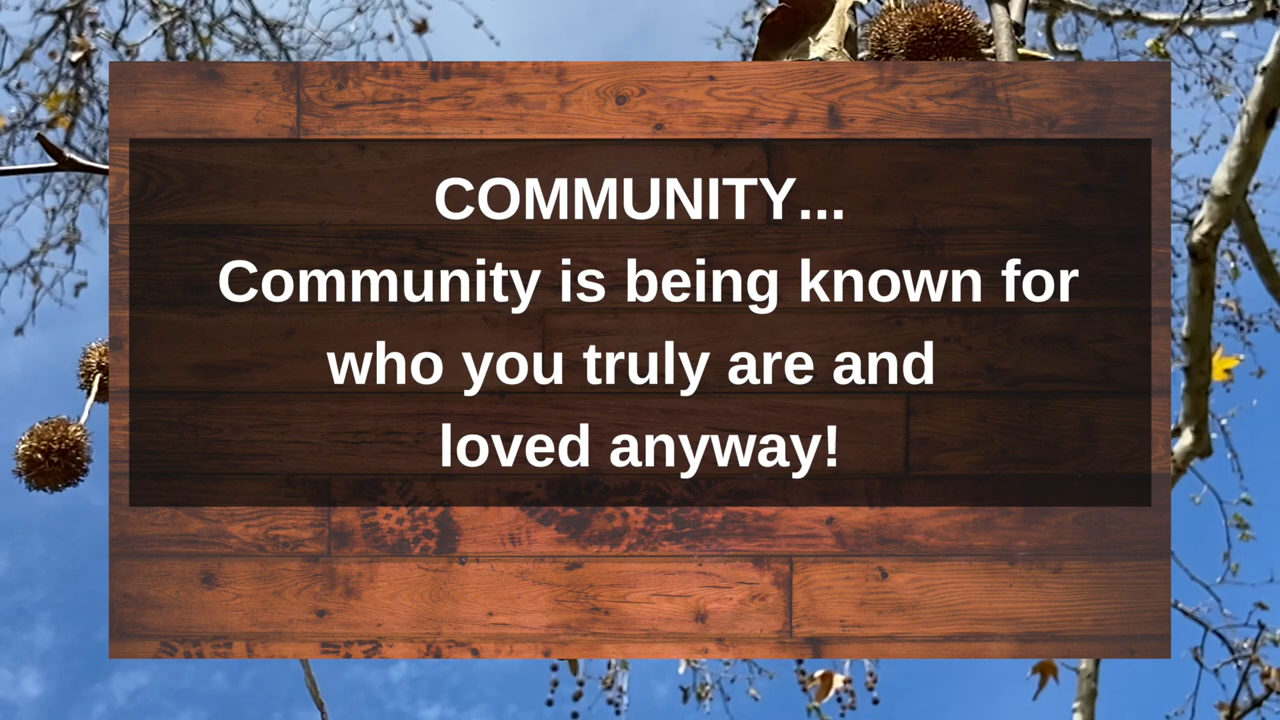 COMMUNITY...
Community is being known for
who you truly are and
loved anyway!